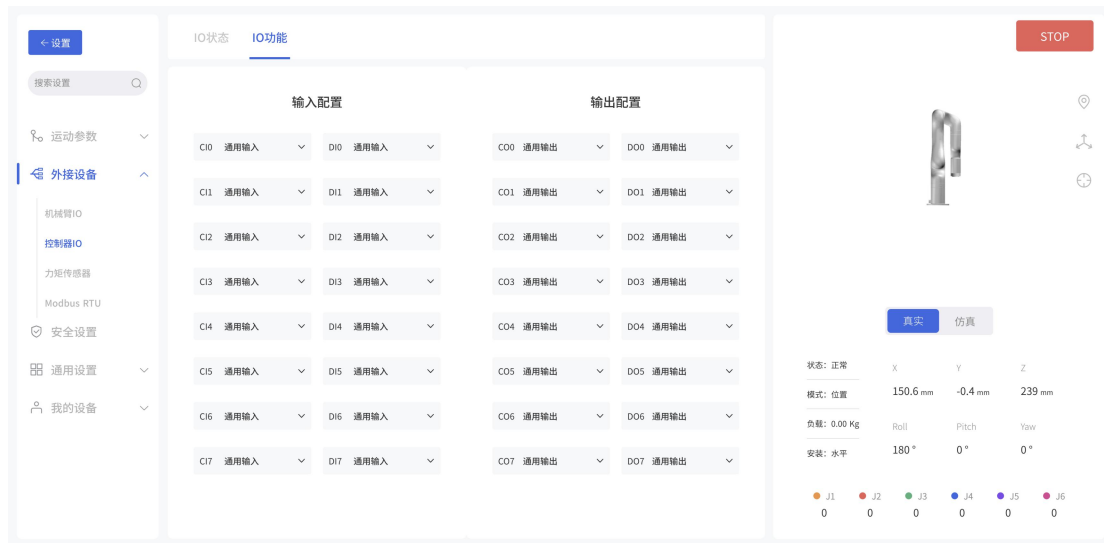 ← 设置
搜索设置
运动参数
外接设备
机械臂IO
控制器IO
力矩传感器
Modbus RTU
安全设置
通用设置
我的设备
IO状态 IO功能
输入配置
CI0 通用输入 DI0 通用输入
CI1 通用输入 DI1 通用输入
CI2 通用输入 DI2 通用输入
CI3 通用输入 DI3 通用输入
CI4 通用输入 DI4 通用输入
CI5 通用输入 DI5 通用输入
CI6 通用输入 DI6 通用输入
CI7 通用输入 DI7 通用输入
输出配置
CO0 通用输出 DO0 通用输出
CO1 通用输出 DO1 通用输出
CO2 通用输出 DO2 通用输出
CO3 通用输出 DO3 通用输出
CO4 通用输出 DO4 通用输出
CO5 通用输出 DO5 通用输出
CO6 通用输出 DO6 通用输出
CO7 通用输出 DO7 通用输出
STOP
真实 仿真
状态：正常
模式：位置
负载：0.00 Kg
安装：水平
X Y Z
150.6 mm -0.4 mm 239 mm
Roll Pitch Yaw
180 ° 0 ° 0 °
J1 J2 J3 J4 J5 J6
0 0 0 0 0 0